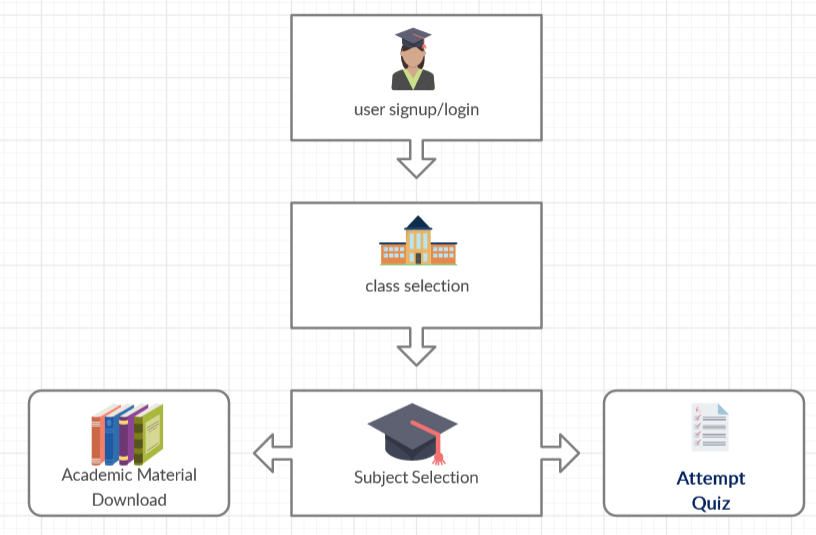 user signup/login
class selection
Academic Material
Download
Subject Selection
Attempt
Quiz